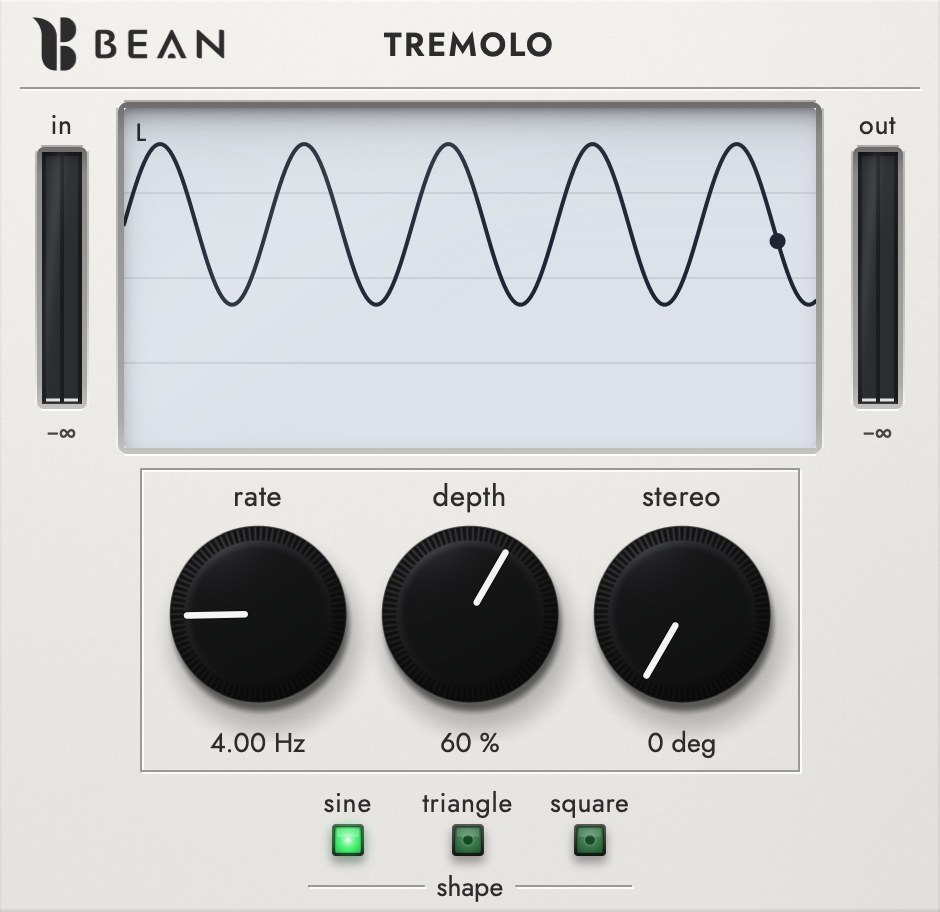 BEAN
TREMOLO
in
out
L
-∞
-∞
rate
depth
stereo
4.00 Hz
60 %
0 deg
sine
triangle
square
shape